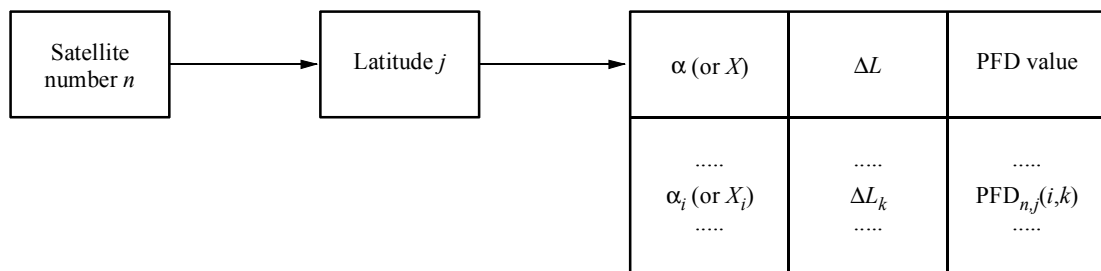 Satellite
number n
Latitude j
α (or X) ΔL PFD value
..... ..... .....
αᵢ (or Xᵢ) ΔLₖ PFDₙ,ⱼ(i,k)
..... ..... .....